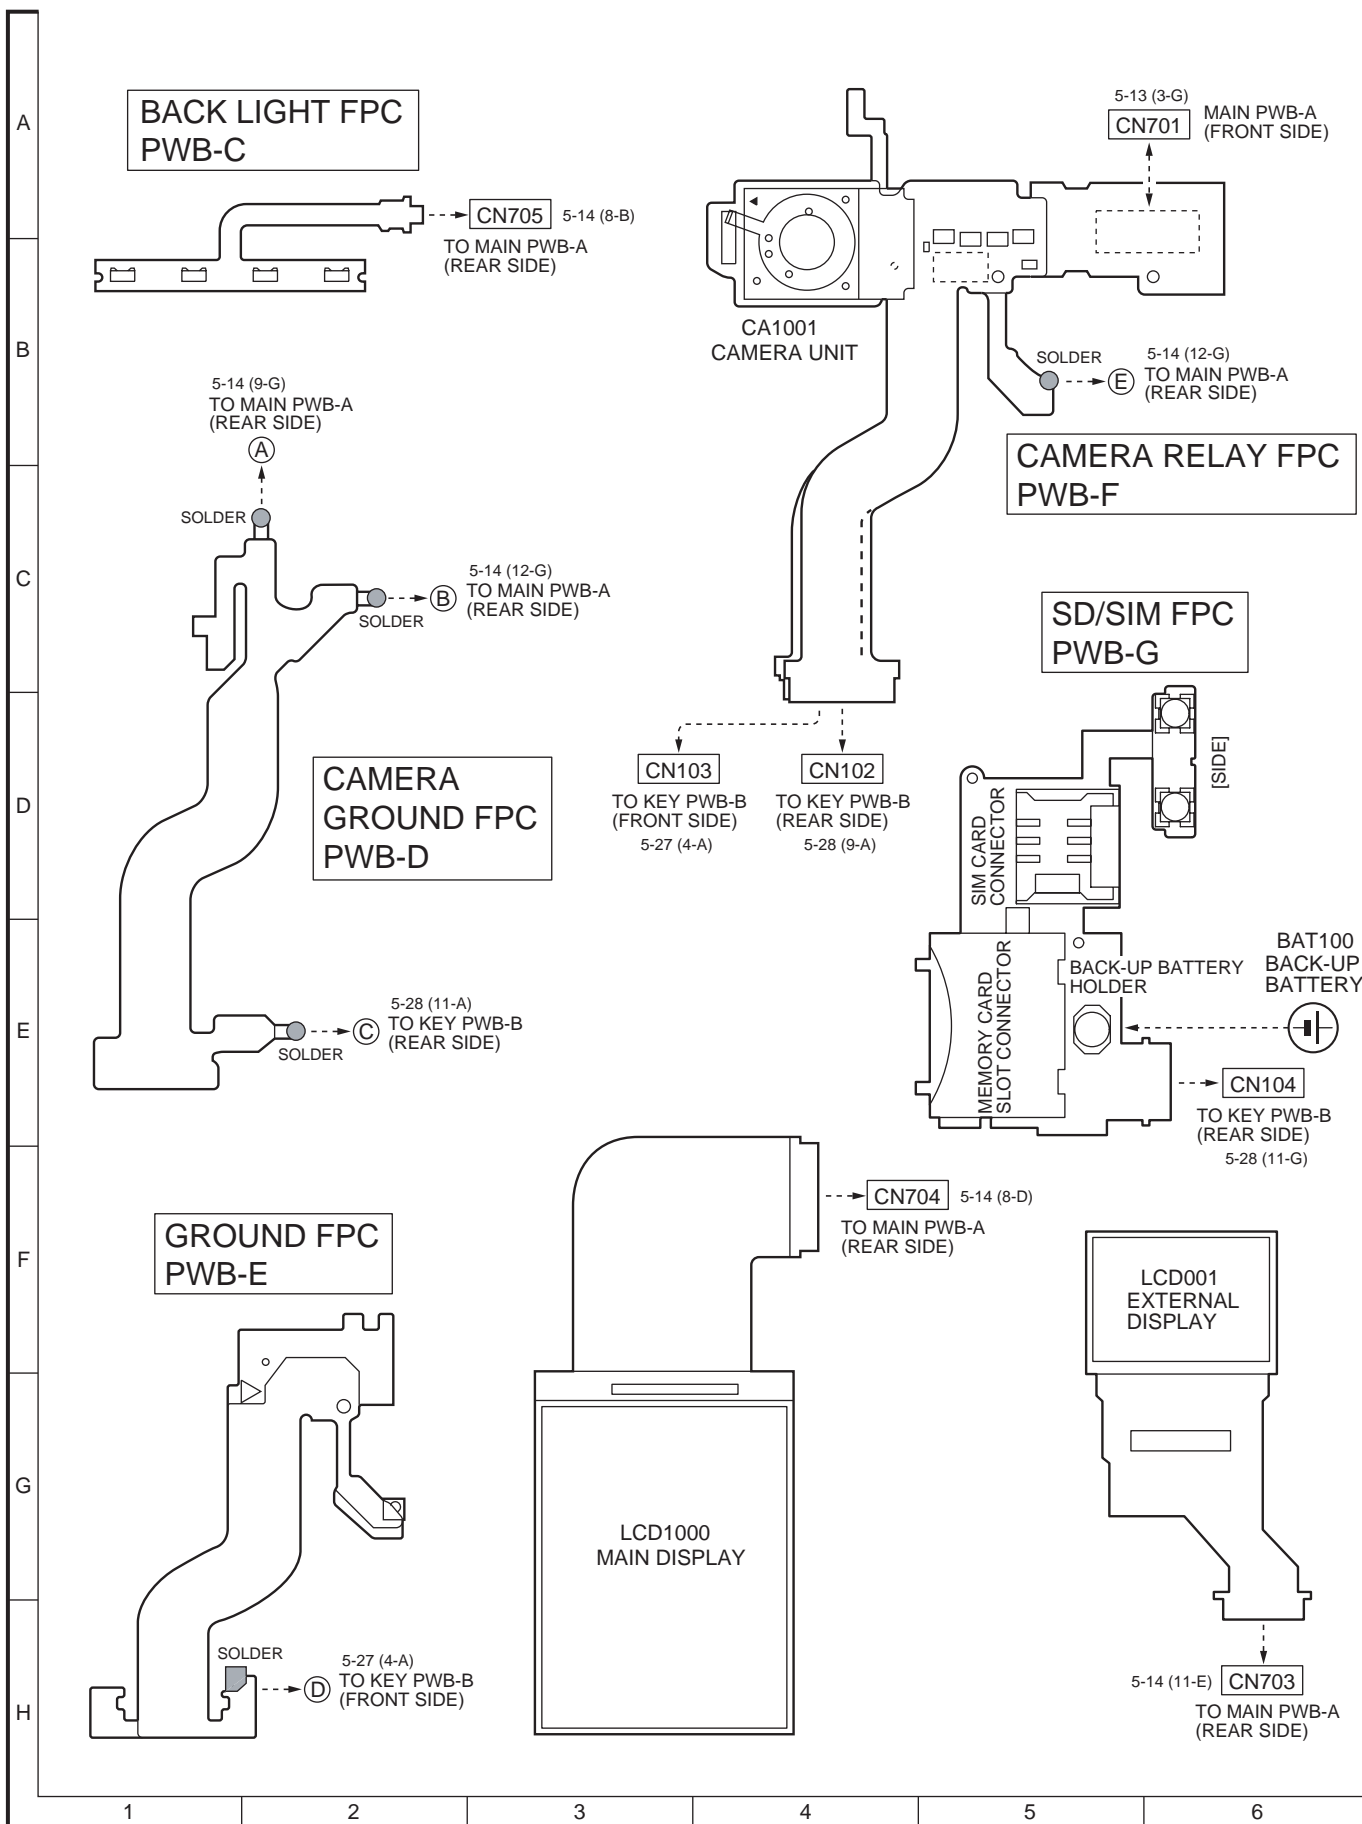 A
BACK LIGHT FPC
PWB-C
CN705 5-14 (8-B)
TO MAIN PWB-A
(REAR SIDE)
5-13 (3-G)
CN701
MAIN PWB-A
(FRONT SIDE)
CA1001
CAMERA UNIT
B
SOLDER
E
5-14 (12-G)
TO MAIN PWB-A
(REAR SIDE)
CAMERA RELAY FPC
PWB-F
5-14 (9-G)
TO MAIN PWB-A
(REAR SIDE)
A
SOLDER
C
SOLDER
B
5-14 (12-G)
TO MAIN PWB-A
(REAR SIDE)
SD/SIM FPC
PWB-G
[SIDE]
D
CAMERA
GROUND FPC
PWB-D
CN103
TO KEY PWB-B
(FRONT SIDE)
5-27 (4-A)
CN102
TO KEY PWB-B
(REAR SIDE)
5-28 (9-A)
SIM CARD
CONNECTOR
E
SOLDER
C
5-28 (11-A)
TO KEY PWB-B
(REAR SIDE)
MEMORY CARD
SLOT CONNECTOR
BACK-UP BATTERY
HOLDER
BAT100
BACK-UP
BATTERY
CN104
TO KEY PWB-B
(REAR SIDE)
5-28 (11-G)
F
GROUND FPC
PWB-E
CN704 5-14 (8-D)
TO MAIN PWB-A
(REAR SIDE)
LCD001
EXTERNAL
DISPLAY
G
LCD1000
MAIN DISPLAY
H
SOLDER
D
5-27 (4-A)
TO KEY PWB-B
(FRONT SIDE)
5-14 (11-E) CN703
TO MAIN PWB-A
(REAR SIDE)
1 2 3 4 5 6